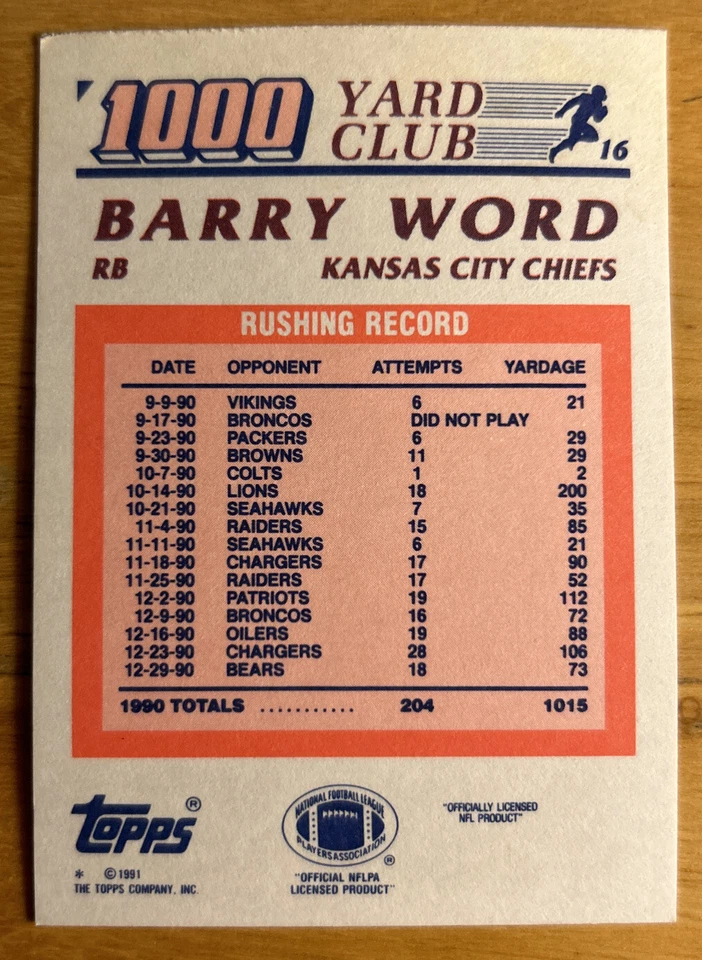 1000 YARD CLUB 16
BARRY WORD
RB KANSAS CITY CHIEFS
RUSHING RECORD
DATE OPPONENT ATTEMPTS YARDAGE
9-9-90 VIKINGS 6 21
9-17-90 BRONCOS DID NOT PLAY
9-23-90 PACKERS 6 29
9-30-90 BROWNS 11 29
10-7-90 COLTS 1 2
10-14-90 LIONS 18 200
10-21-90 SEAHAWKS 7 35
11-4-90 RAIDERS 15 85
11-11-90 SEAHAWKS 6 21
11-18-90 CHARGERS 17 90
11-25-90 RAIDERS 17 52
12-2-90 PATRIOTS 19 112
12-9-90 BRONCOS 16 72
12-16-90 OILERS 19 88
12-23-90 CHARGERS 28 106
12-29-90 BEARS 18 73
1990 TOTALS ........... 204 1015
topps®
* ©1991
THE TOPPS COMPANY, INC.
NATIONAL FOOTBALL LEAGUE
PLAYERS ASSOCIATION ®
"OFFICIAL NFLPA
LICENSED PRODUCT"
"OFFICIALLY LICENSED
NFL PRODUCT"